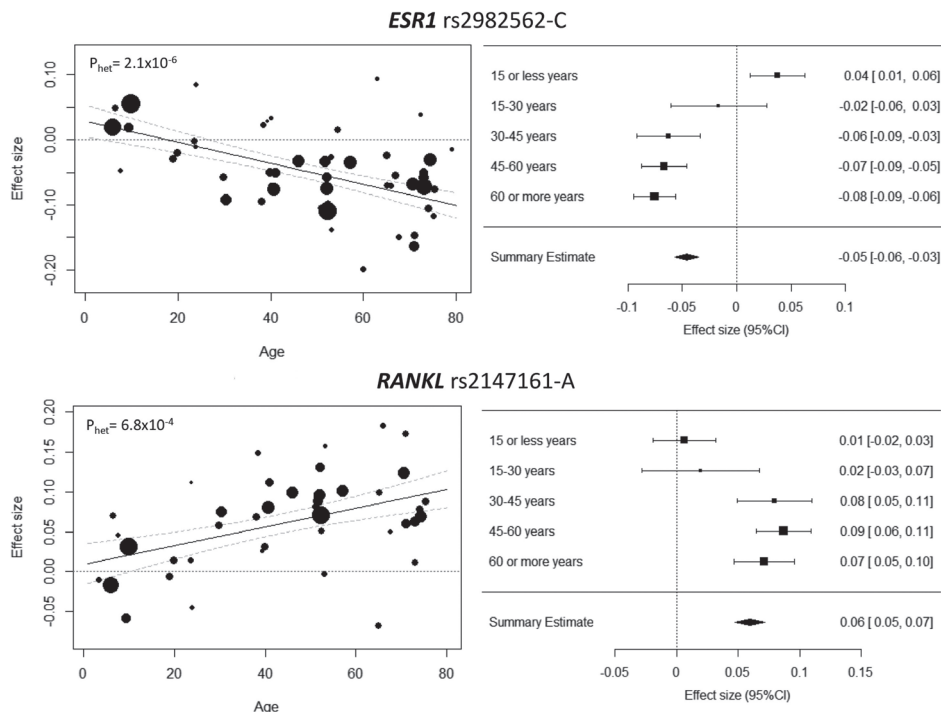 ESR1 rs2982562-C
P_het= 2.1x10^-6
Effect size
0.10
0.00
-0.10
-0.20
0
20
40
60
80
Age
15 or less years 0.04 [ 0.01, 0.06]
15-30 years -0.02 [-0.06, 0.03]
30-45 years -0.06 [-0.09, -0.03]
45-60 years -0.07 [-0.09, -0.05]
60 or more years -0.08 [-0.09, -0.06]
Summary Estimate -0.05 [-0.06, -0.03]
-0.1
-0.05
0
0.05
0.1
Effect size (95%CI)
RANKL rs2147161-A
P_het= 6.8x10^-4
Effect size
0.20
0.15
0.10
0.05
0.00
-0.05
0
20
40
60
80
Age
15 or less years 0.01 [-0.02, 0.03]
15-30 years 0.02 [-0.03, 0.07]
30-45 years 0.08 [0.05, 0.11]
45-60 years 0.09 [0.06, 0.11]
60 or more years 0.07 [0.05, 0.10]
Summary Estimate 0.06 [ 0.05, 0.07]
-0.05
0
0.05
0.1
0.15
Effect size (95%CI)